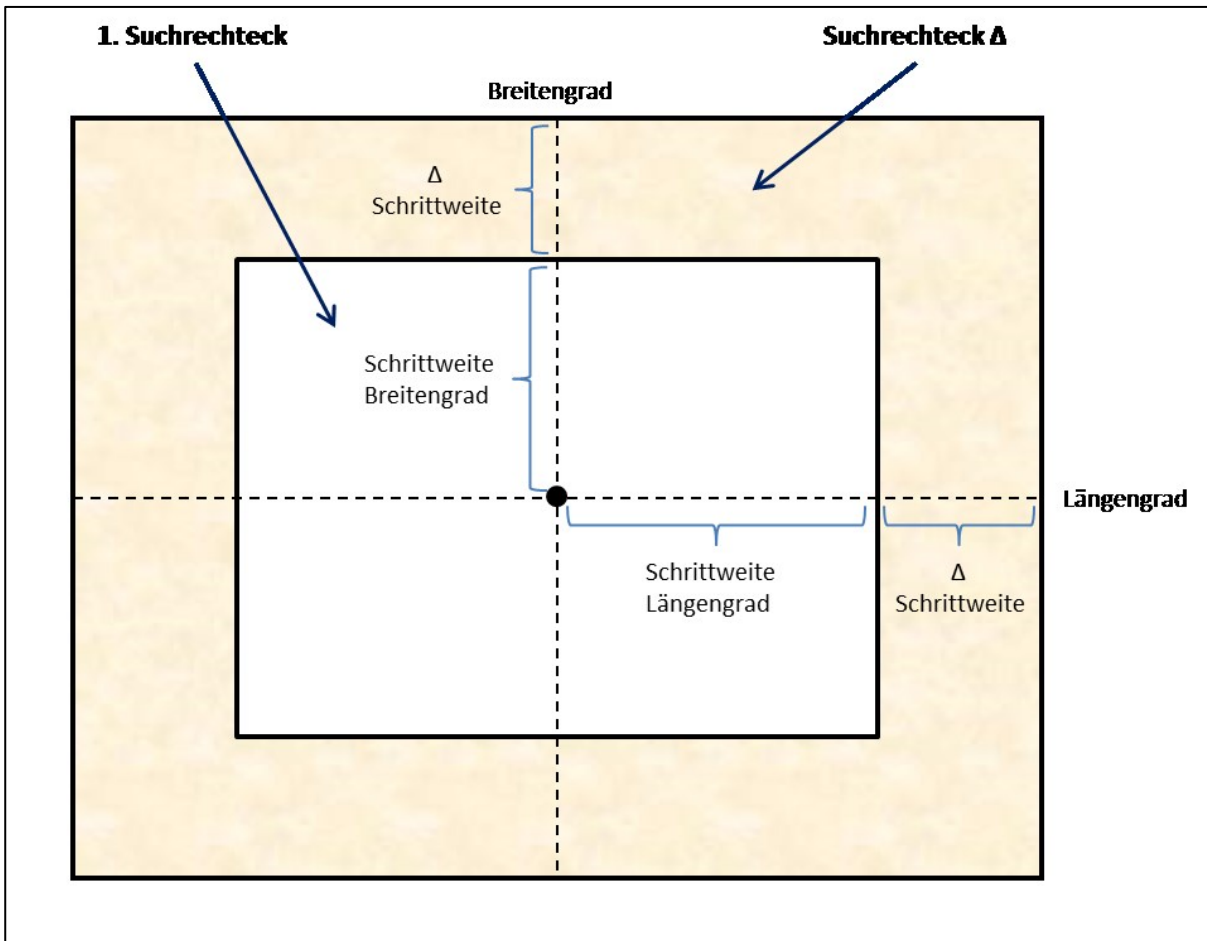 1. Suchrechteck
Suchrechteck Δ
Breitengrad
Δ
Schrittweite
Schrittweite
Breitengrad
Längengrad
Schrittweite
Längengrad
Δ
Schrittweite